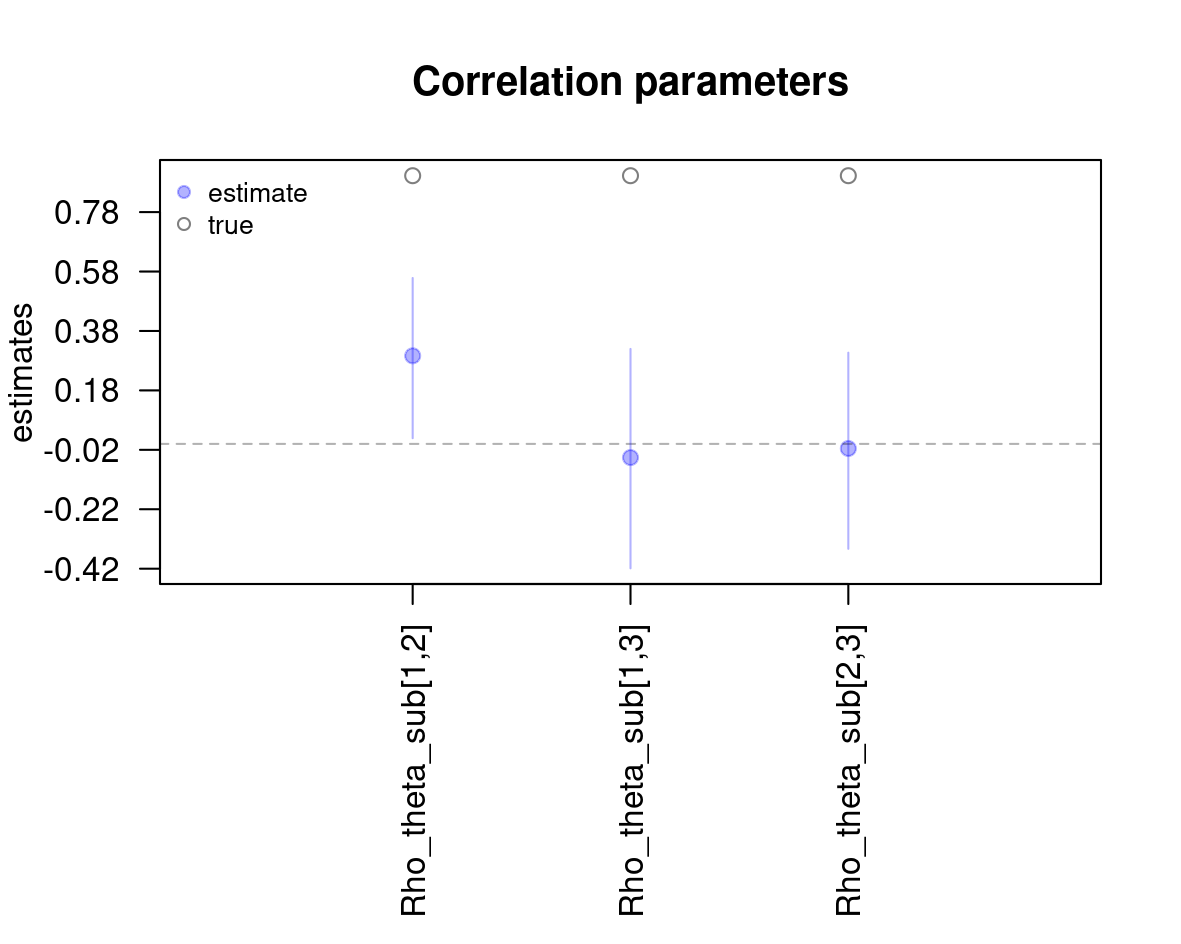 Correlation parameters
estimate
true
estimates
0.78
0.58
0.38
0.18
-0.02
-0.22
-0.42
Rho_theta_sub[1,2]
Rho_theta_sub[1,3]
Rho_theta_sub[2,3]